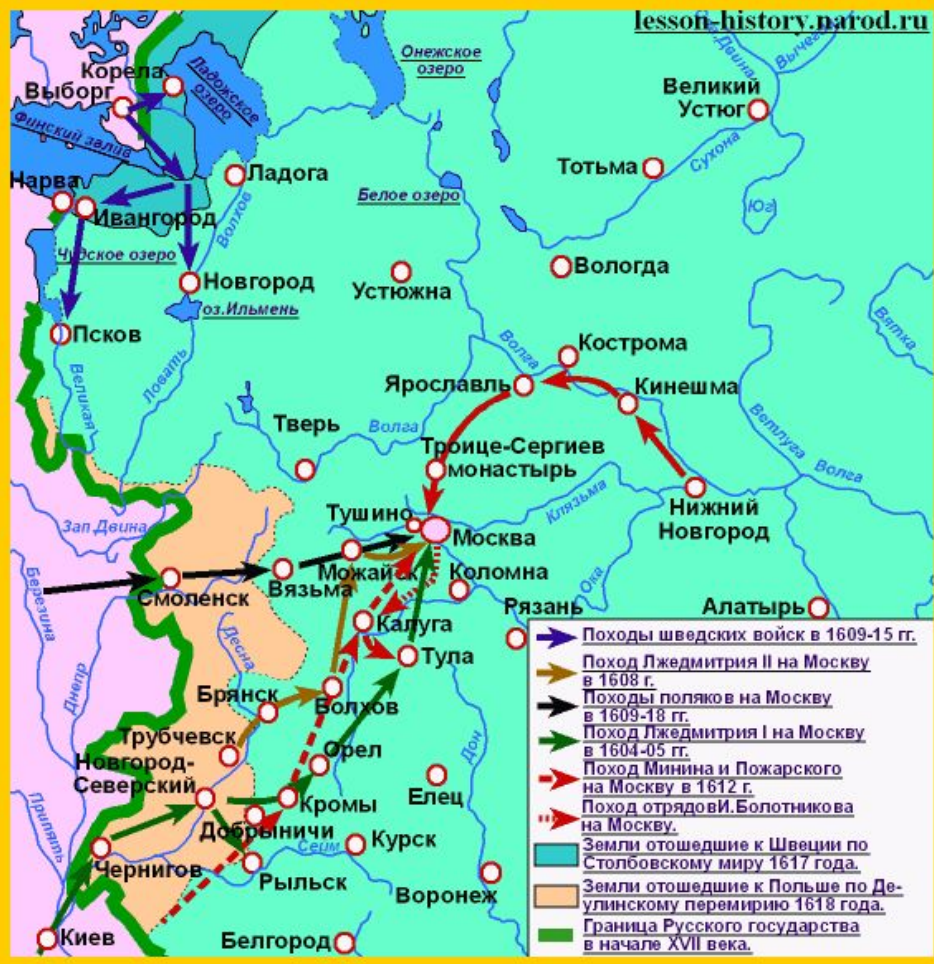 lesson-history.narod.ru
Онежское
озеро
Ладожское
озеро
Корела
Выборг
Финский залив
Вычегда
Великий
Устюг
Тотьма
Сухона
Юг
Ладога
Белое озеро
Нарва
Ивангород
Волхов
Чудское озеро
Новгород
оз.Ильмень
Устюжна
Вологда
Псков
Великая
Ловать
Волга
Кострома
Вятка
Ярославль
Кинешма
Ветлуга
Волга
Тверь
Волга
Троице-Сергиев
монастырь
Зап.Двина
Тушино
Москва
Клязьма
Нижний
Новгород
Березина
Смоленск
Вязьма
Можайск
Коломна
Ока
Рязань
Алатырь
Калуга
Тула
Десна
Днепр
Брянск
Волхов
Трубчевск
Новгород-
Северский
Орел
Дон
Елец
Кромы
Добрыничи
Припять
Чернигов
Сейм
Курск
Рыльск
Воронеж
Киев
Белгород
Походы шведских войск в 1609-15 гг.
Поход Лжедмитрия II на Москву
в 1608 г.
Походы поляков на Москву
в 1609-18 гг.
Поход Лжедмитрия I на Москву
в 1604-05 гг.
Поход Минина и Пожарского
на Москву в 1612 г.
Поход отрядовИ.Болотникова
на Москву.
Земли отошедшие к Швеции по
Столбовскому миру 1617 года.
Земли отошедшие к Польше по Де-
улинскому перемирию 1618 года.
Граница Русского государства
в начале XVII века.